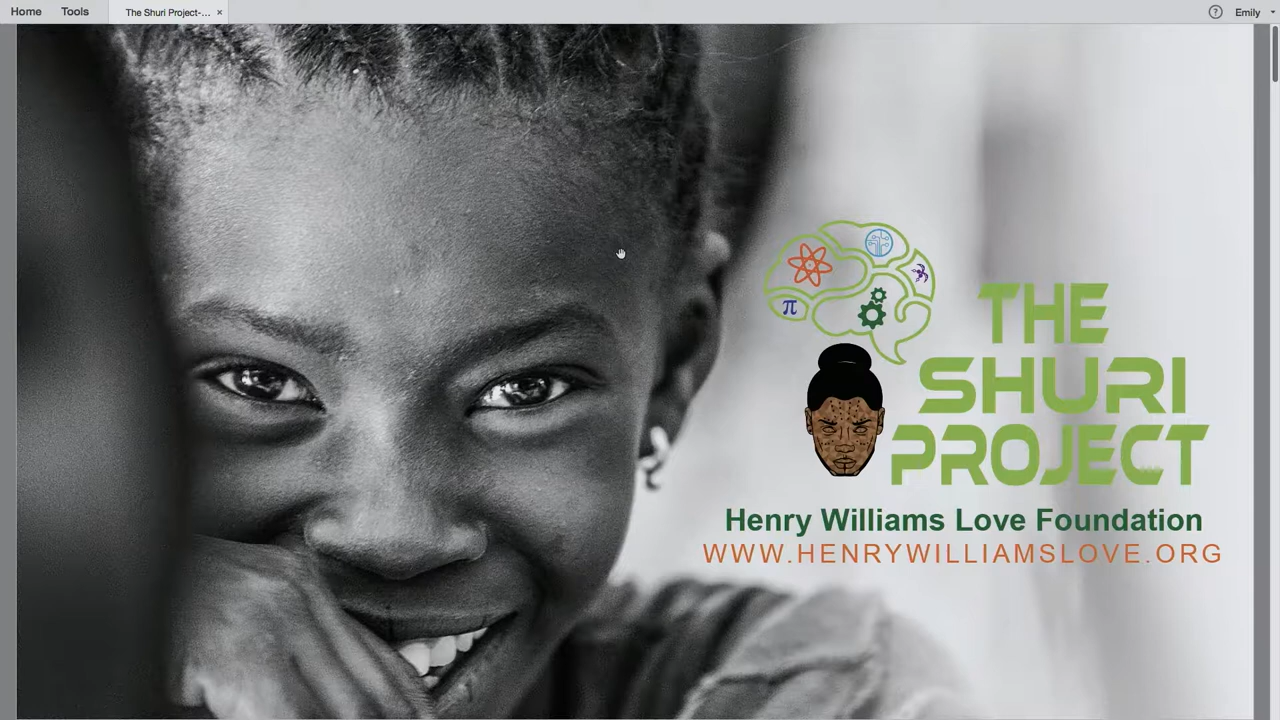 Home
Tools
The Shuri Project-...
Emily
π
THE
SHURI
PROJECT
Henry Williams Love Foundation
WWW.HENRYWILLIAMSLOVE.ORG